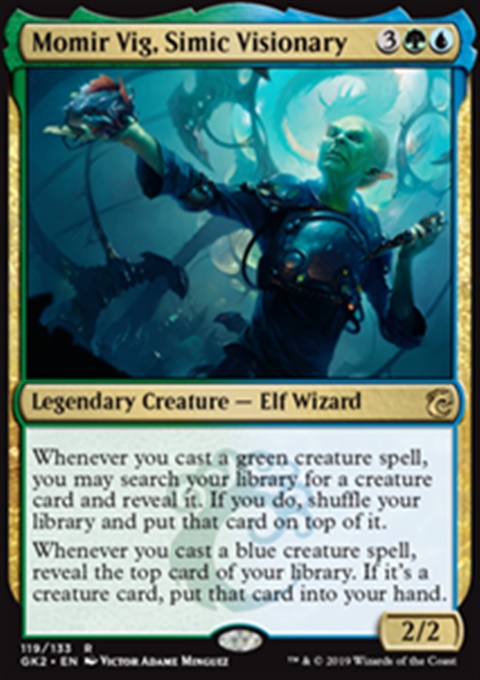 Momir Vig, Simic Visionary 3
Legendary Creature — Elf Wizard
Whenever you cast a green creature spell,
you may search your library for a creature
card and reveal it. If you do, shuffle your
library and put that card on top of it.
Whenever you cast a blue creature spell,
reveal the top card of your library. If it's a
creature card, put that card into your hand.
2/2
119/133 R
GK2 • EN Victor Adame Minguez
™ & © 2019 Wizards of the Coast